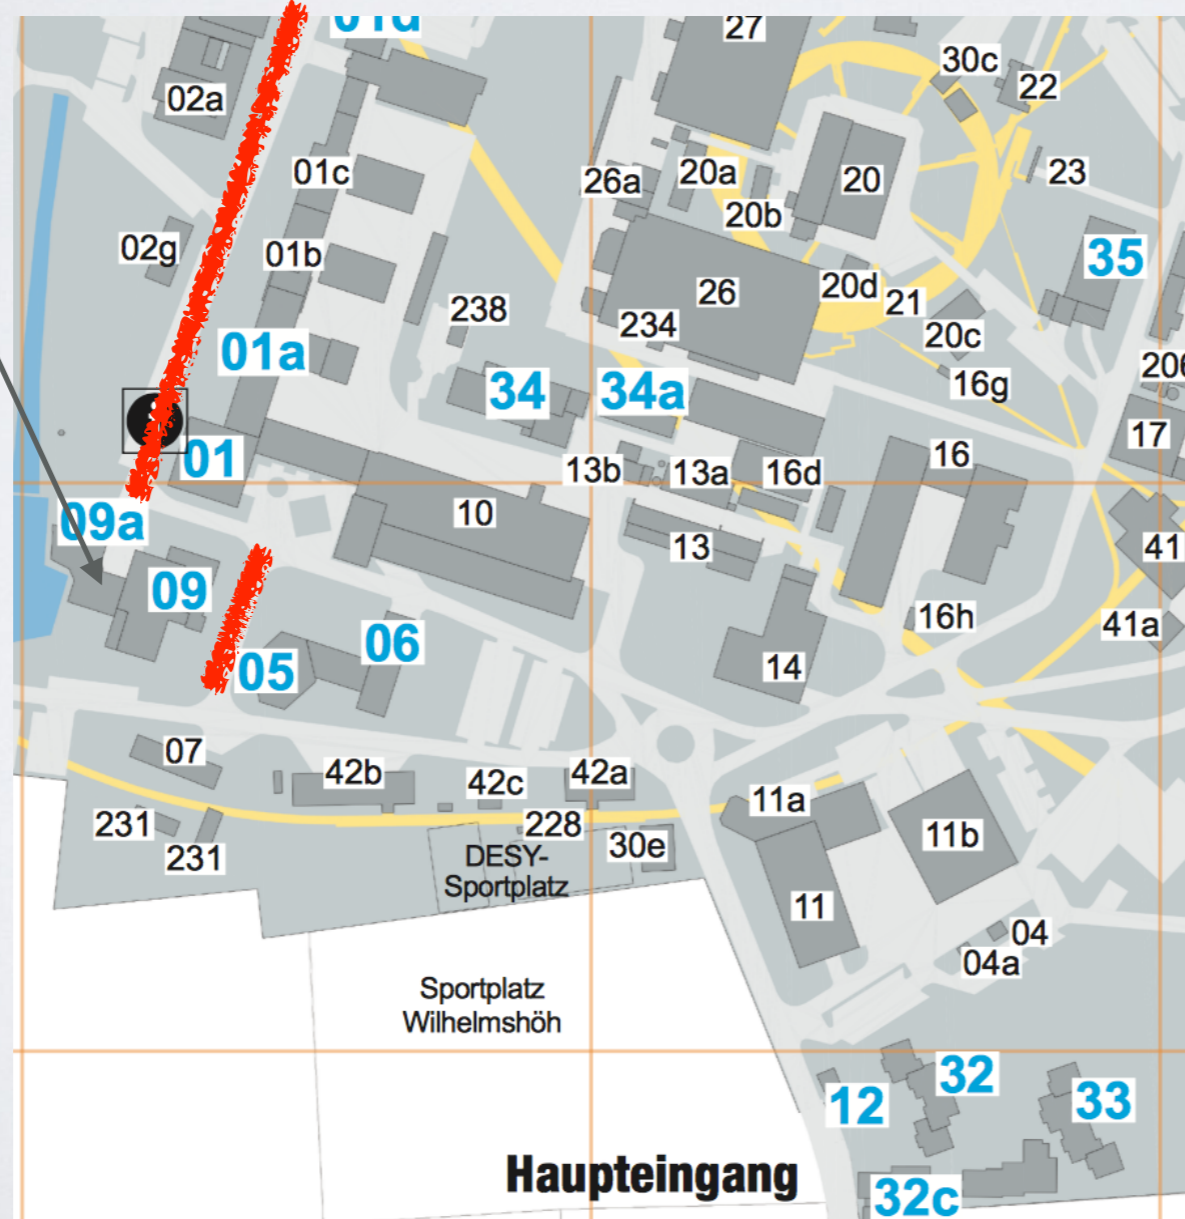 01d
27
30c
22
02a
01c
26a
20a
20
23
20b
02g
01b
35
26
20d
21
238
234
20c
01a
206
34
34a
16g
17
01
13b
13a
16d
16
09a
10
13
41
09
16h
41a
06
05
14
07
42b
42c
42a
11a
231
228
30e
11b
231
DESY-
Sportplatz
11
04
04a
Sportplatz
Wilhelmshöh
32
12
33
Haupteingang
32c